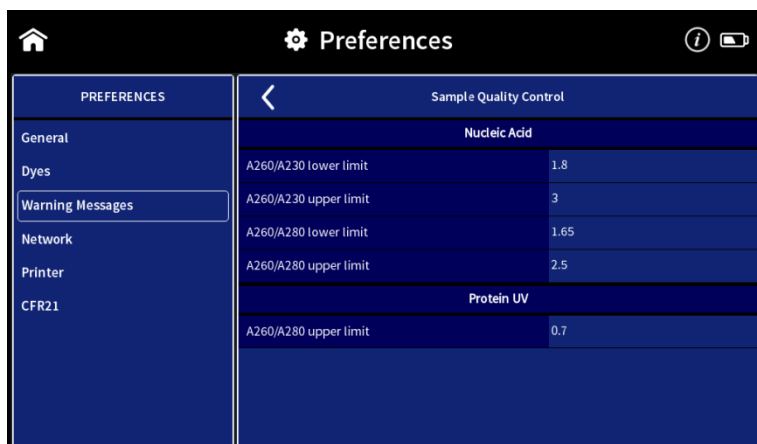 Preferences
i
PREFERENCES
General
Dyes
Warning Messages
Network
Printer
CFR21
Sample Quality Control
Nucleic Acid
A260/A230 lower limit 1.8
A260/A230 upper limit 3
A260/A280 lower limit 1.65
A260/A280 upper limit 2.5
Protein UV
A260/A280 upper limit 0.7